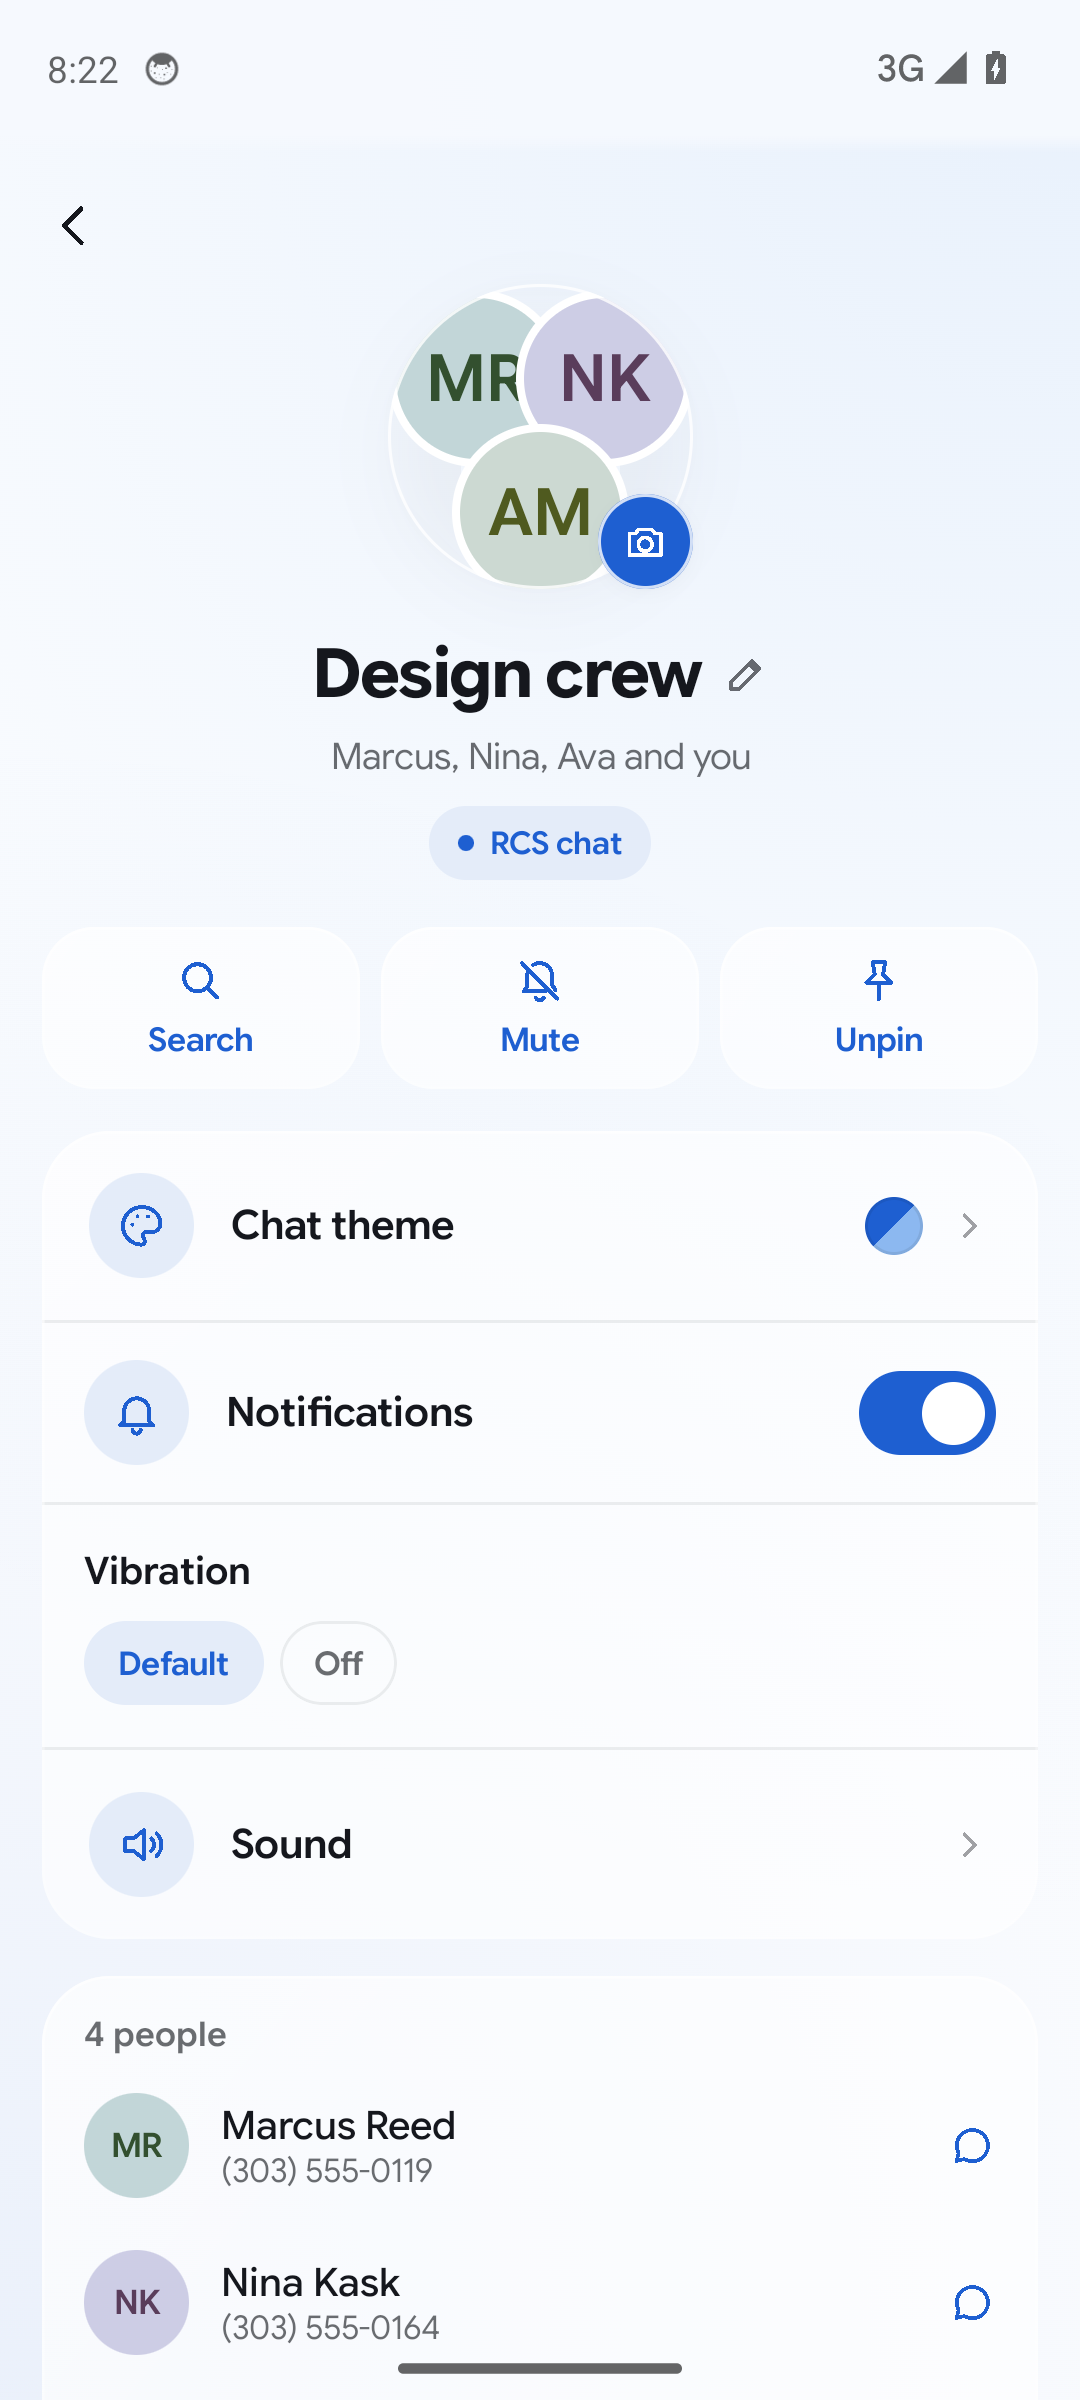 8:22
3G
MR
NK
AM
Design crew
Marcus, Nina, Ava and you
RCS chat
Search
Mute
Unpin
Chat theme
Notifications
Vibration
Default
Off
Sound
4 people
MR
Marcus Reed
(303) 555-0119
NK
Nina Kask
(303) 555-0164